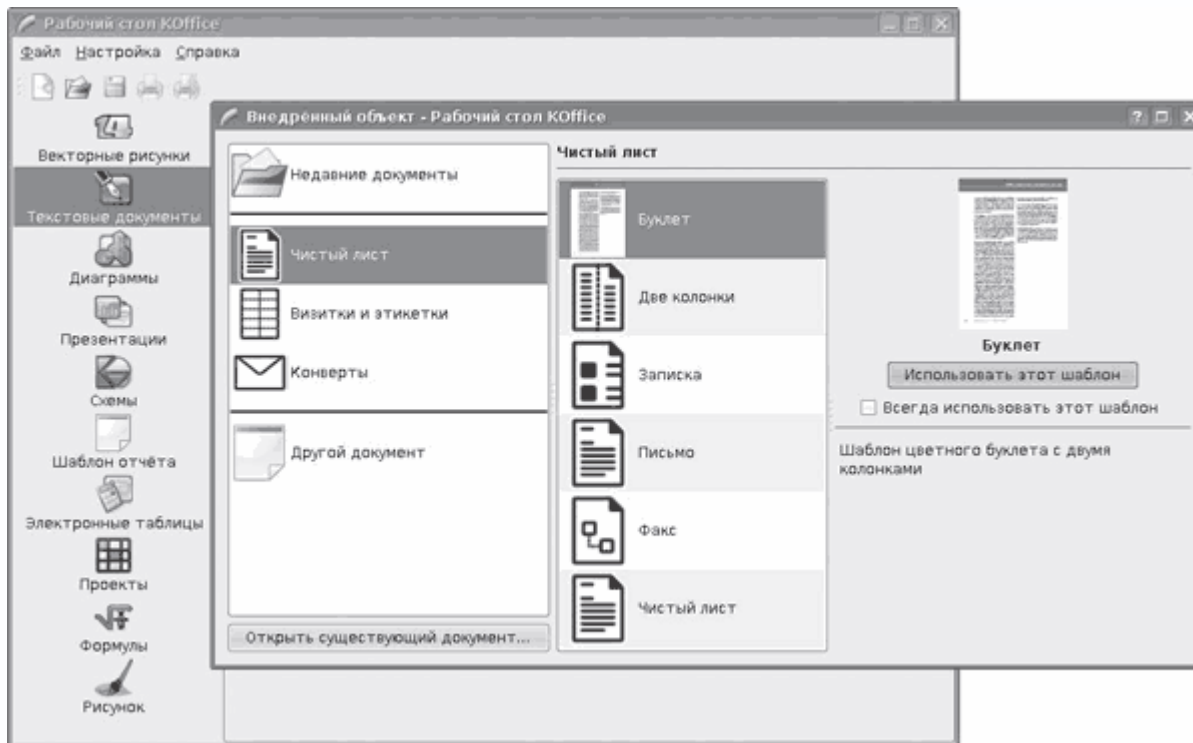 Рабочий стол KOffice
Файл Настройка Справка
Векторные рисунки
Текстовые документы
Диаграммы
Презентации
Схемы
Шаблон отчёта
Электронные таблицы
Проекты
Формулы
Рисунок
Внедрённый объект - Рабочий стол KOffice
Недавние документы
Чистый лист
Визитки и этикетки
Конверты
Другой документ
Открыть существующий документ...
Чистый лист
Буклет
Две колонки
Записка
Письмо
Факс
Чистый лист
Буклет
Использовать этот шаблон
Всегда использовать этот шаблон
Шаблон цветного буклета с двумя
колонками